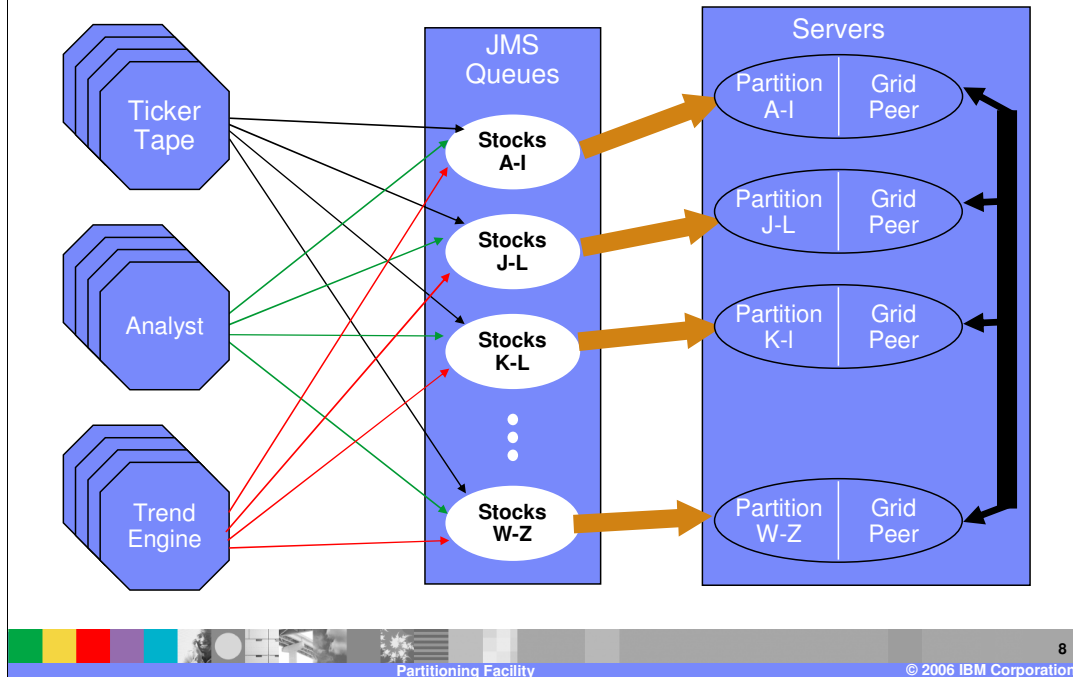 Ticker
Tape
Analyst
Trend
Engine
JMS
Queues
Stocks
A-I
Stocks
J-L
Stocks
K-L
Stocks
W-Z
Servers
Partition
A-I
Grid
Peer
Partition
J-L
Grid
Peer
Partition
K-I
Grid
Peer
Partition
W-Z
Grid
Peer
8
Partitioning Facility
© 2006 IBM Corporation